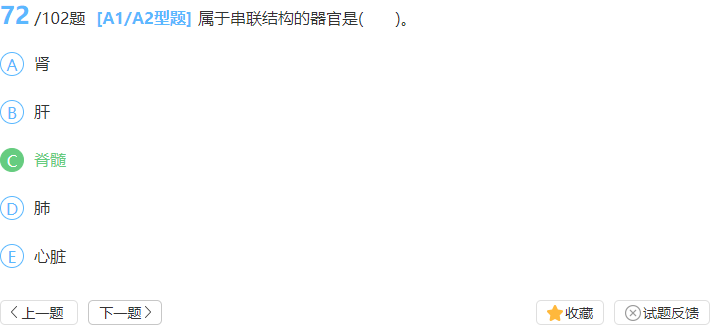 72 /102题 [A1/A2型题] 属于串联结构的器官是( )。
A 肾
B 肝
C 脊髓
D 肺
E 心脏
上一题 下一题 收藏 试题反馈